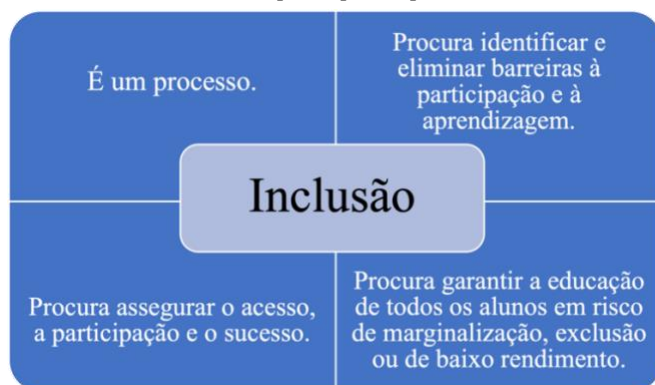 É um processo.
Procura identificar e
eliminar barreiras à
participação e à
aprendizagem.
Inclusão
Procura assegurar o acesso,
a participação e o sucesso.
Procura garantir a educação
de todos os alunos em risco
de marginalização, exclusão
ou de baixo rendimento.